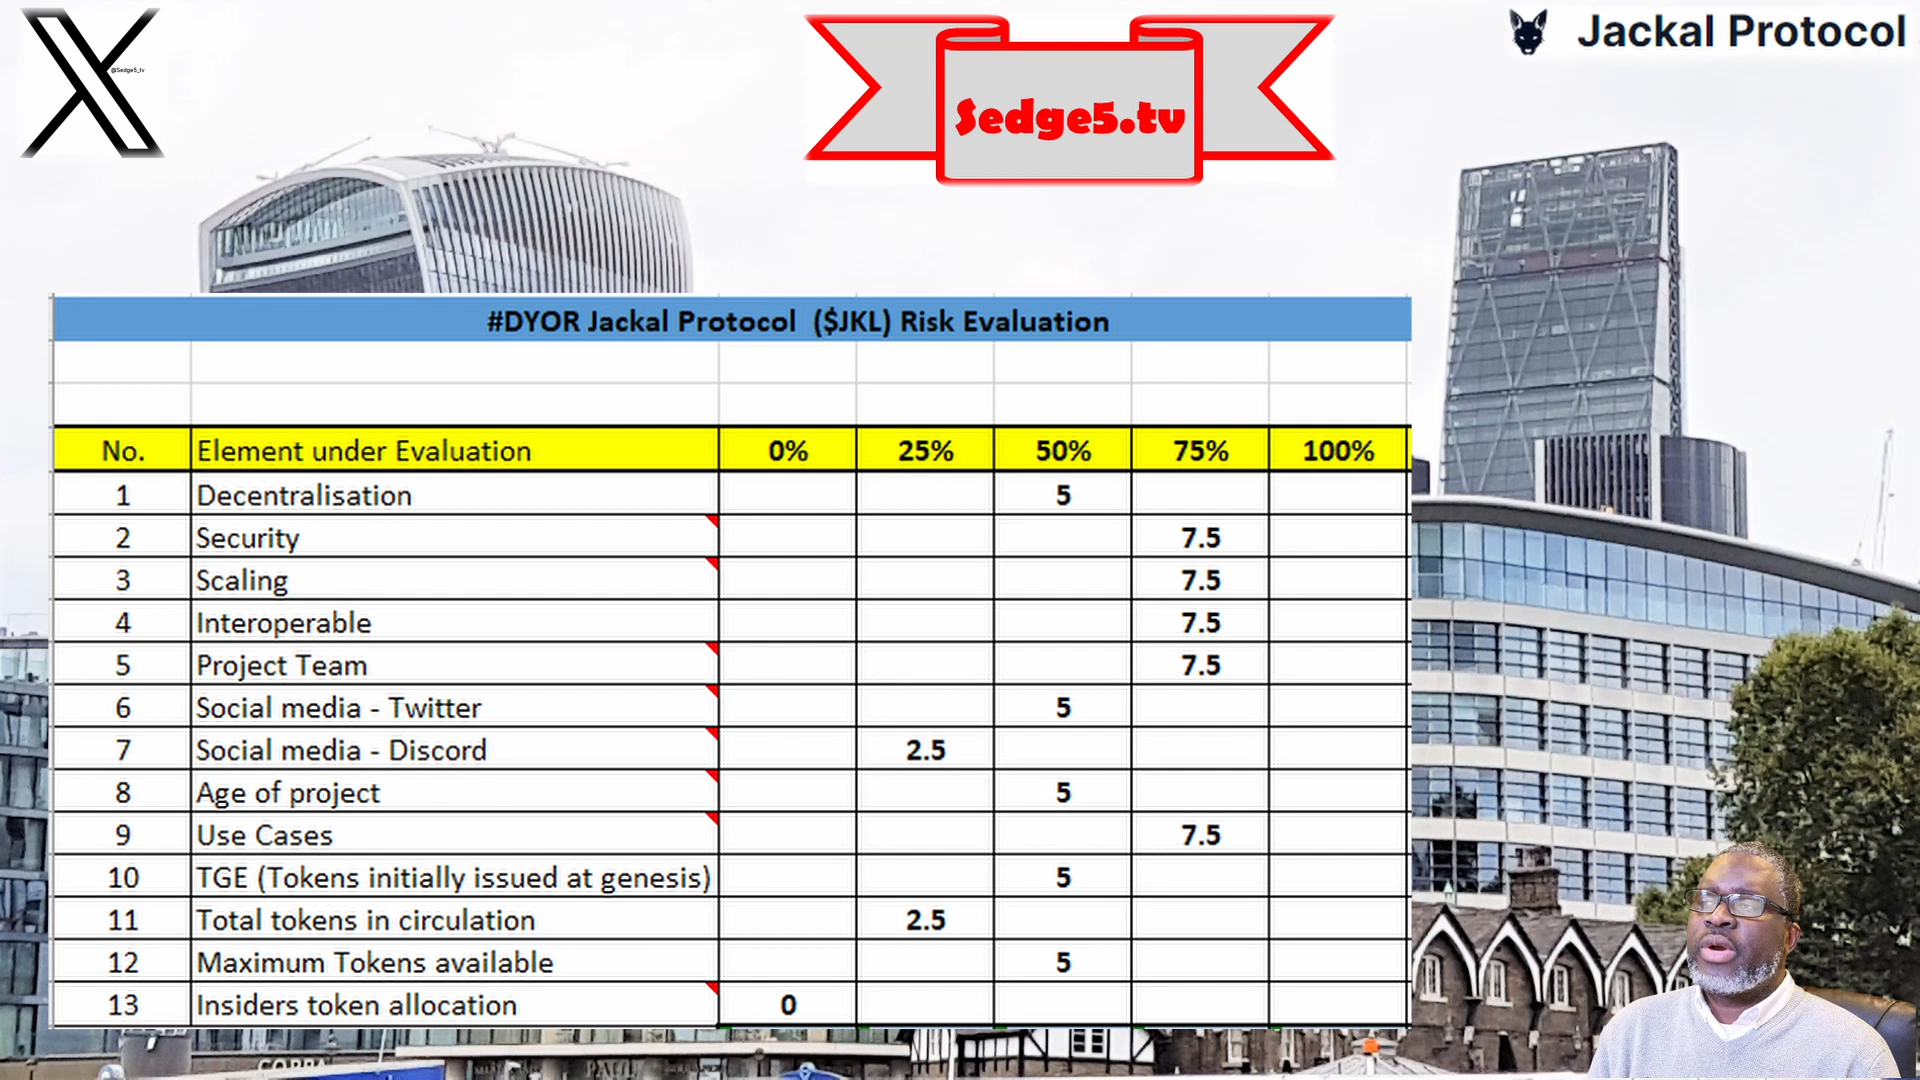 @Sedge5_tv
Sedge5.tv
Jackal Protocol
#DYOR Jackal Protocol ($JKL) Risk Evaluation
No. Element under Evaluation 0% 25% 50% 75% 100%
1 Decentralisation 5
2 Security 7.5
3 Scaling 7.5
4 Interoperable 7.5
5 Project Team 7.5
6 Social media - Twitter 5
7 Social media - Discord 2.5
8 Age of project 5
9 Use Cases 7.5
10 TGE (Tokens initially issued at genesis) 5
11 Total tokens in circulation 2.5
12 Maximum Tokens available 5
13 Insiders token allocation 0